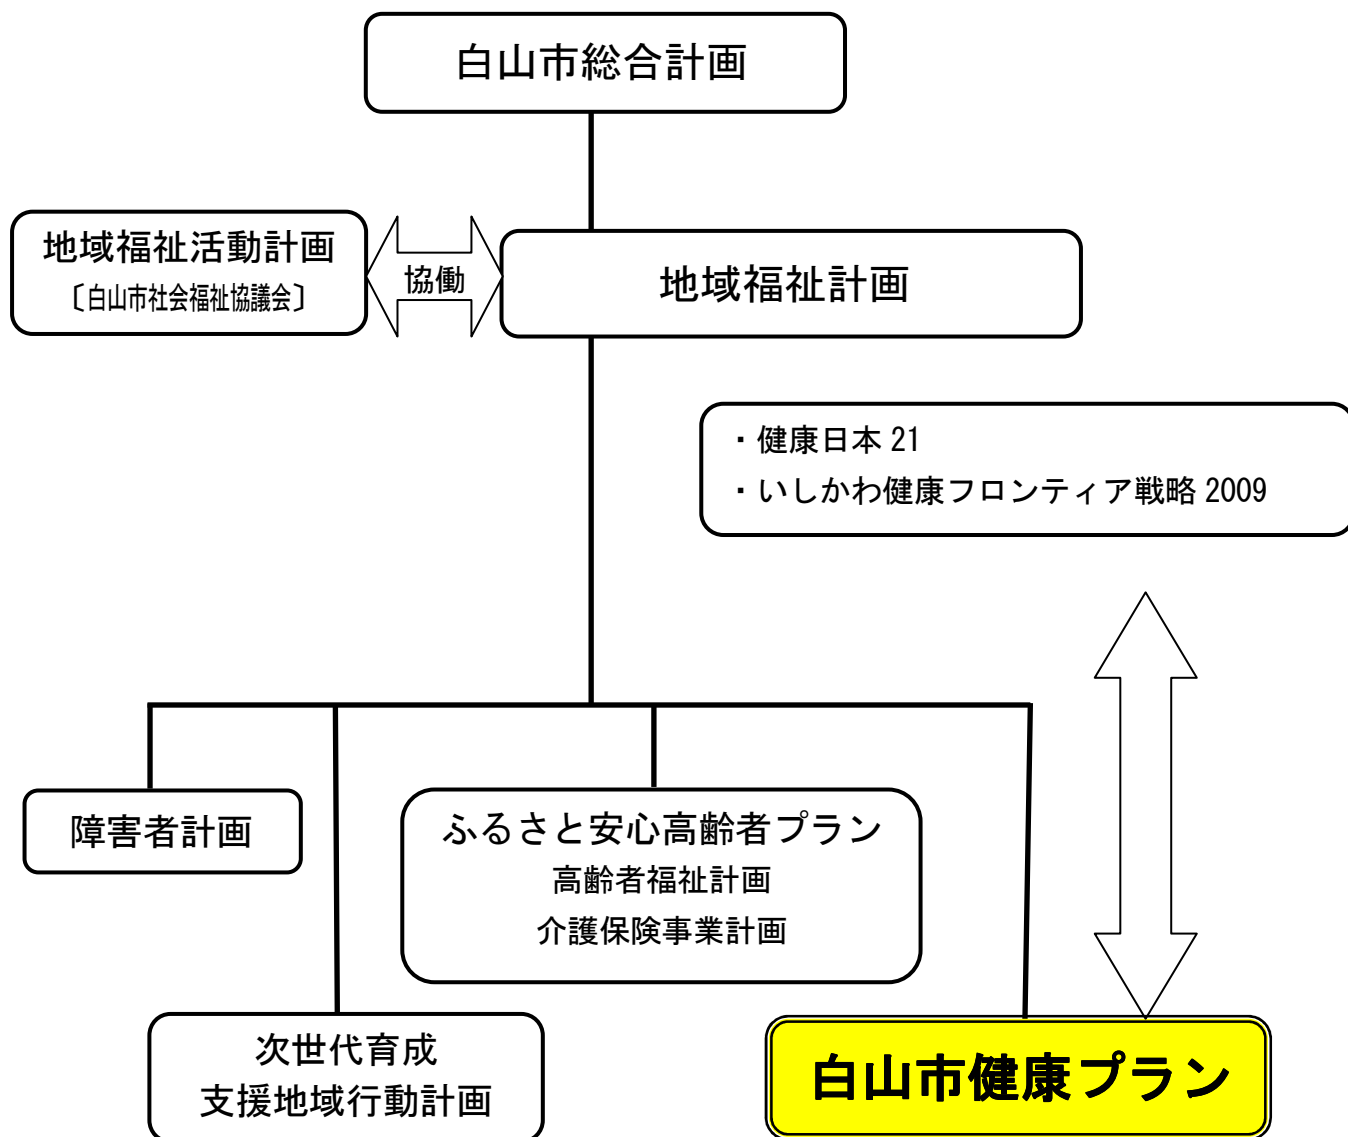 白山市総合計画
地域福祉活動計画
〔白山市社会福祉協議会〕
協働
地域福祉計画
・健康日本 21
・いしかわ健康フロンティア戦略 2009
障害者計画
ふるさと安心高齢者プラン
高齢者福祉計画
介護保険事業計画
次世代育成
支援地域行動計画
白山市健康プラン